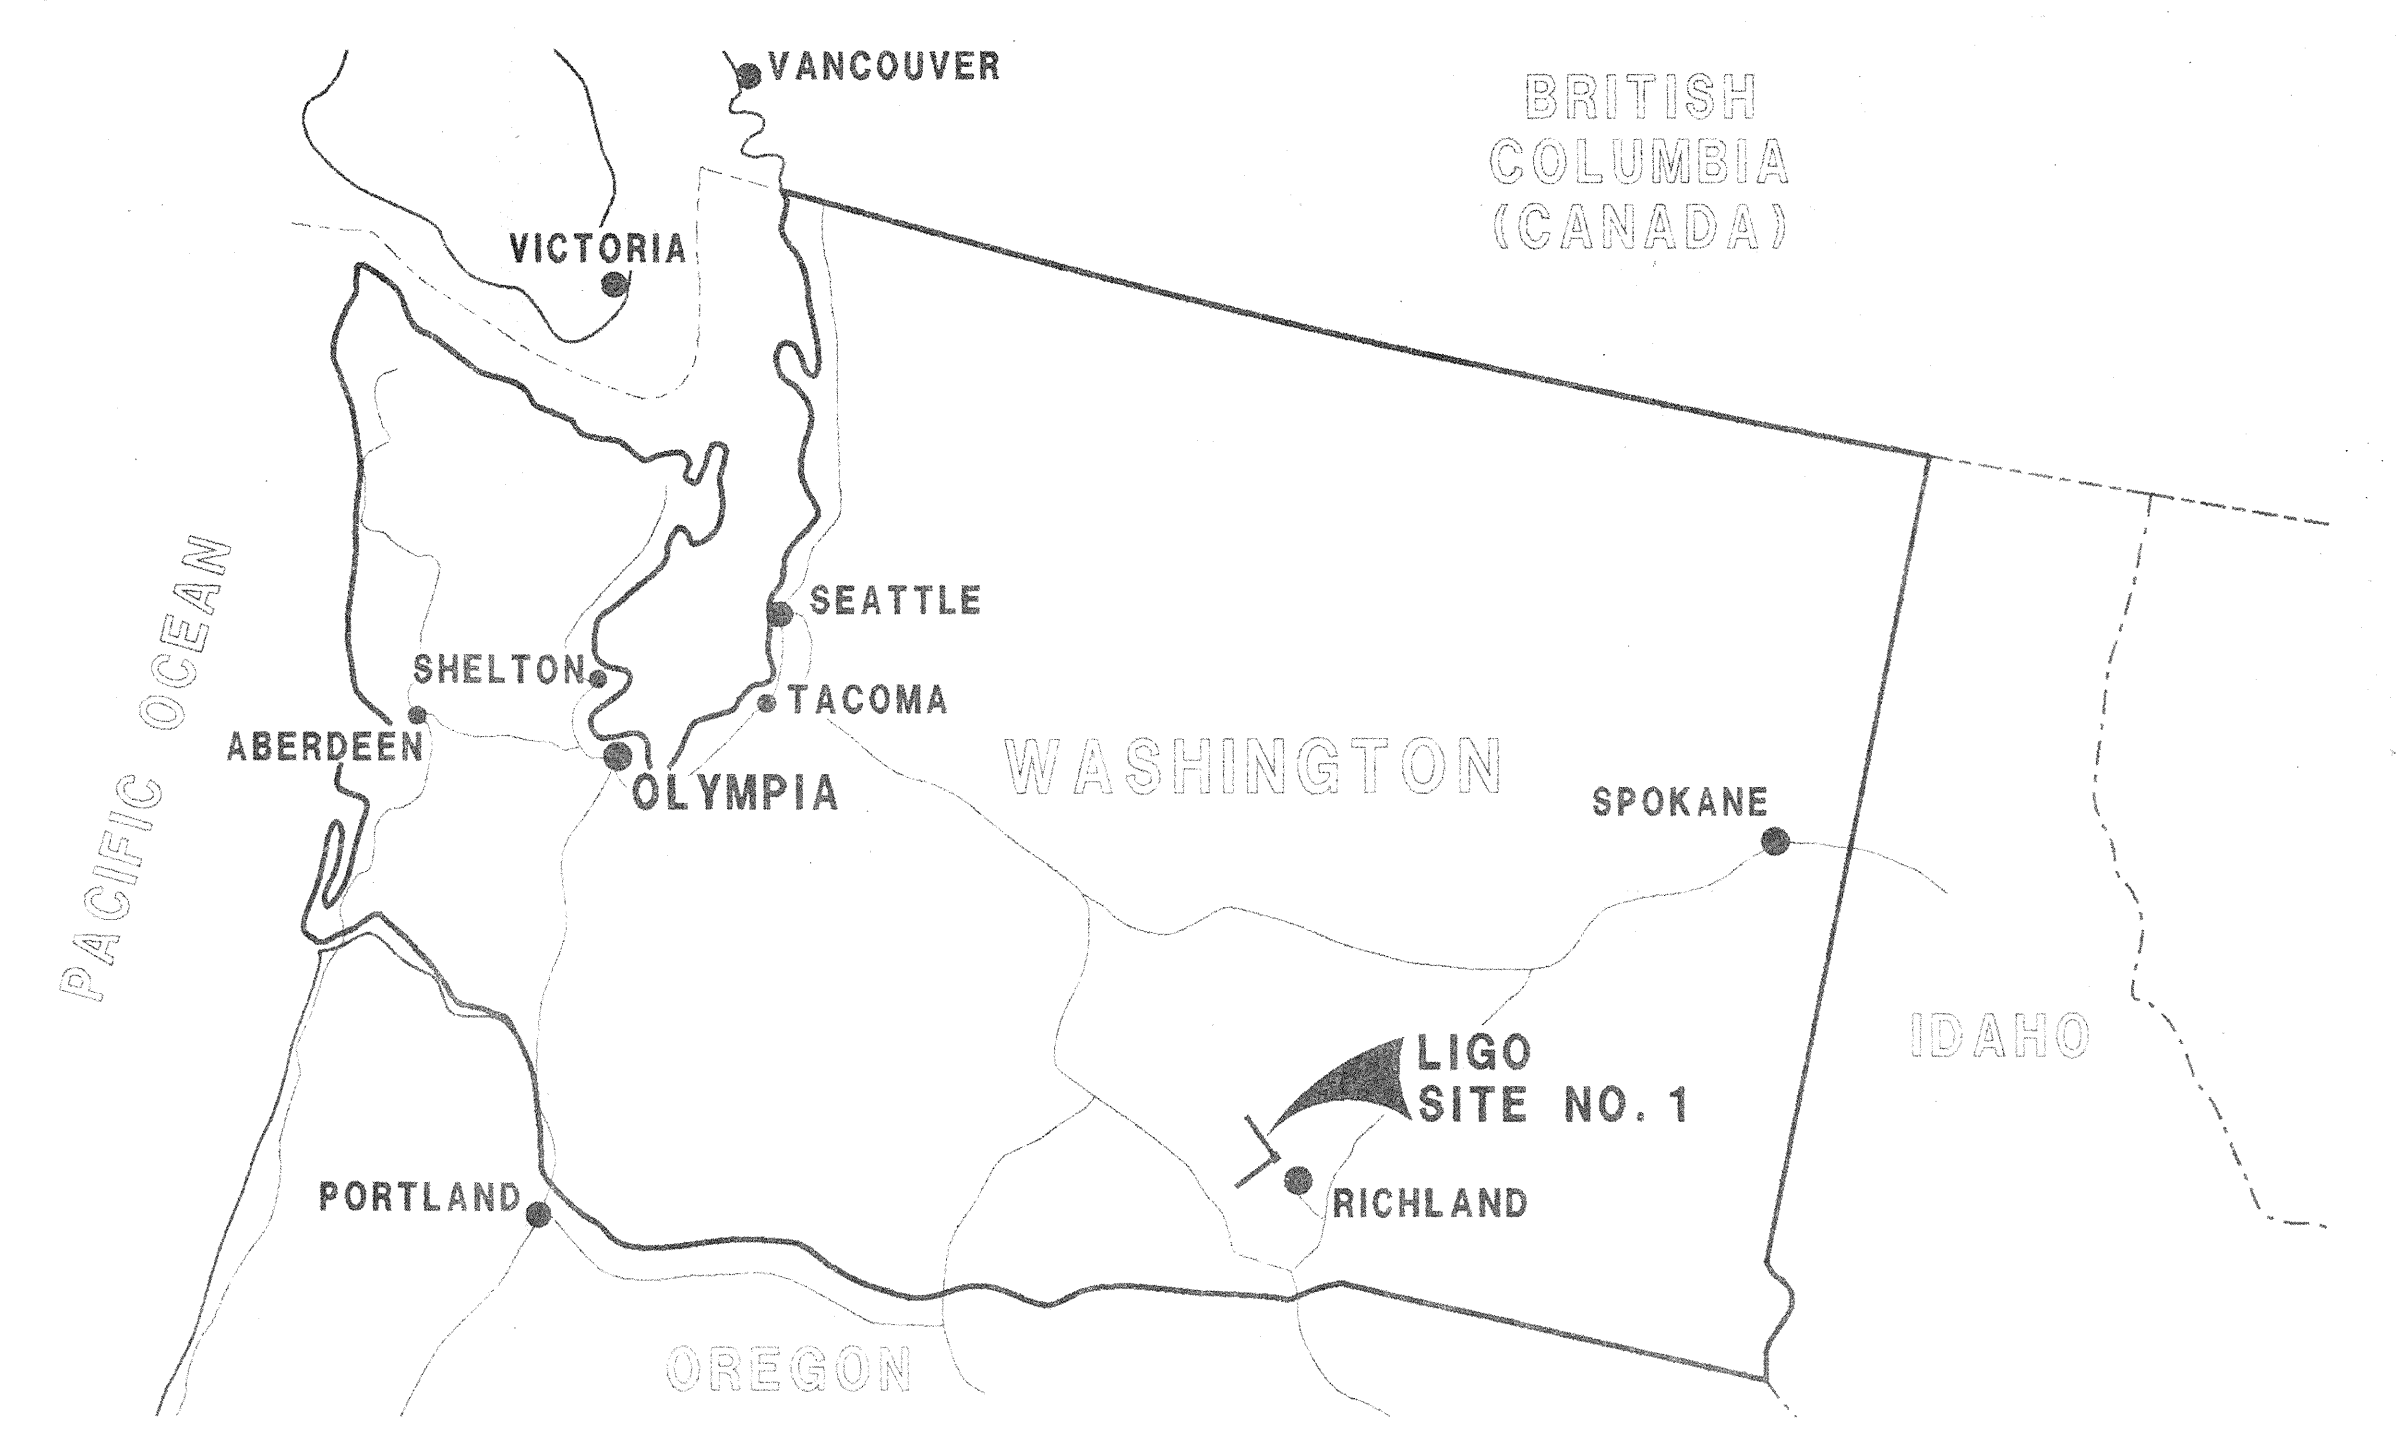 VANCOUVER
BRITISH
COLUMBIA
(CANADA)
VICTORIA
PACIFIC OCEAN
SEATTLE
SHELTON
TACOMA
ABERDEEN
OLYMPIA
WASHINGTON
SPOKANE
IDAHO
LIGO
SITE NO. 1
PORTLAND
RICHLAND
OREGON